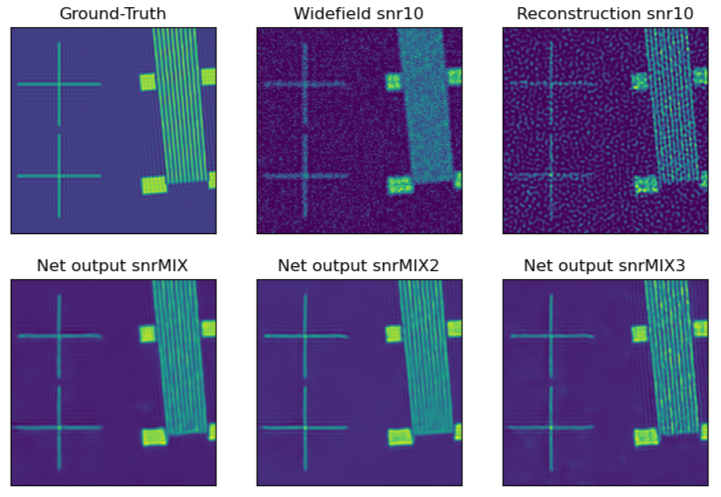 Ground-Truth
Widefield snr10
Reconstruction snr10
Net output snrMIX
Net output snrMIX2
Net output snrMIX3